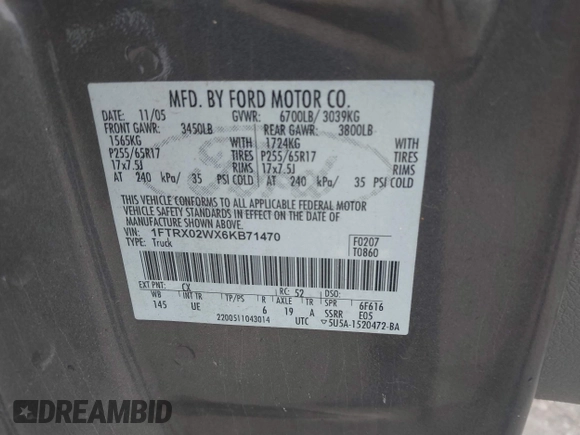 MFD. BY FORD MOTOR CO.
DATE: 11/05 GVWR: 6700LB/ 3039KG
FRONT GAWR: 3450LB REAR GAWR: 3800LB
1565KG WITH 1724KG WITH
P255/65R17 TIRES P255/65R17 TIRES
17x7.5J RIMS 17x7.5J RIMS
AT 240 kPa/ 35 PSI COLD AT 240 kPa/ 35 PSI COLD
THIS VEHICLE CONFORMS TO ALL APPLICABLE FEDERAL MOTOR
VEHICLE SAFETY STANDARDS IN EFFECT ON THE DATE OF MANUFACTURE
SHOWN ABOVE.
VIN: 1FTRX02WX6KB71470 F0207
TYPE: Truck T0860
EXT PNT: CX RC: 52 DSO:
WB INT TR TP/PS R AXLE TR SPR 6F616
145 UE 6 19 A SSRR E05
2200511043014 UTC ▽5U5A-1520472-BA
DREAMBID